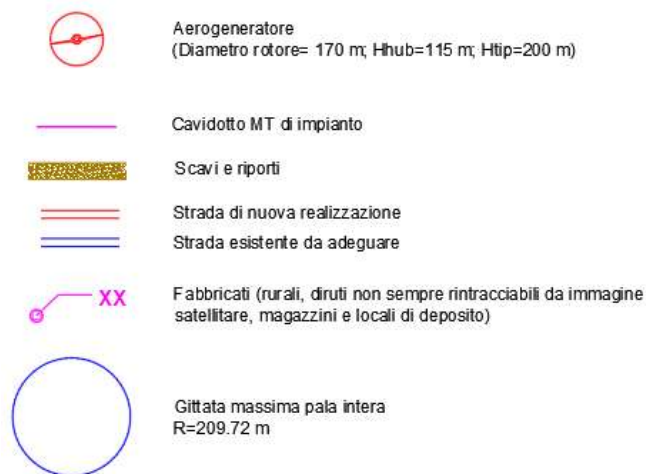 Aerogeneratore
(Diametro rotore= 170 m; Hhub=115 m; Htip=200 m)
Cavidotto MT di impianto
Scavi e riporti
Strada di nuova realizzazione
Strada esistente da adeguare
XX
Fabbricati (rurali, diruti non sempre rintracciabili da immagine
satellitare, magazzini e locali di deposito)
Gittata massima pala intera
R=209.72 m